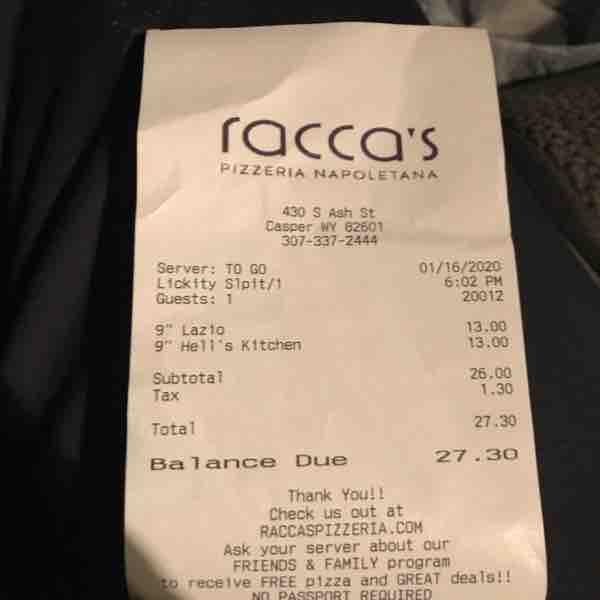 racca's
PIZZERIA NAPOLETANA
430 S Ash St
Casper WY 82601
307-337-2444
Server: TO GO 01/16/2020
Lickity Slpit/1 6:02 PM
Guests: 1 20012
9" Lazio 13.00
9" Hell's Kitchen 13.00
Subtotal 26.00
Tax 1.30
Total 27.30
Balance Due 27.30
Thank You!!
Check us out at
RACCASPIZZERIA.COM
Ask your server about our
FRIENDS & FAMILY program
to receive FREE pizza and GREAT deals!!
NO PASSPORT REQUIRED